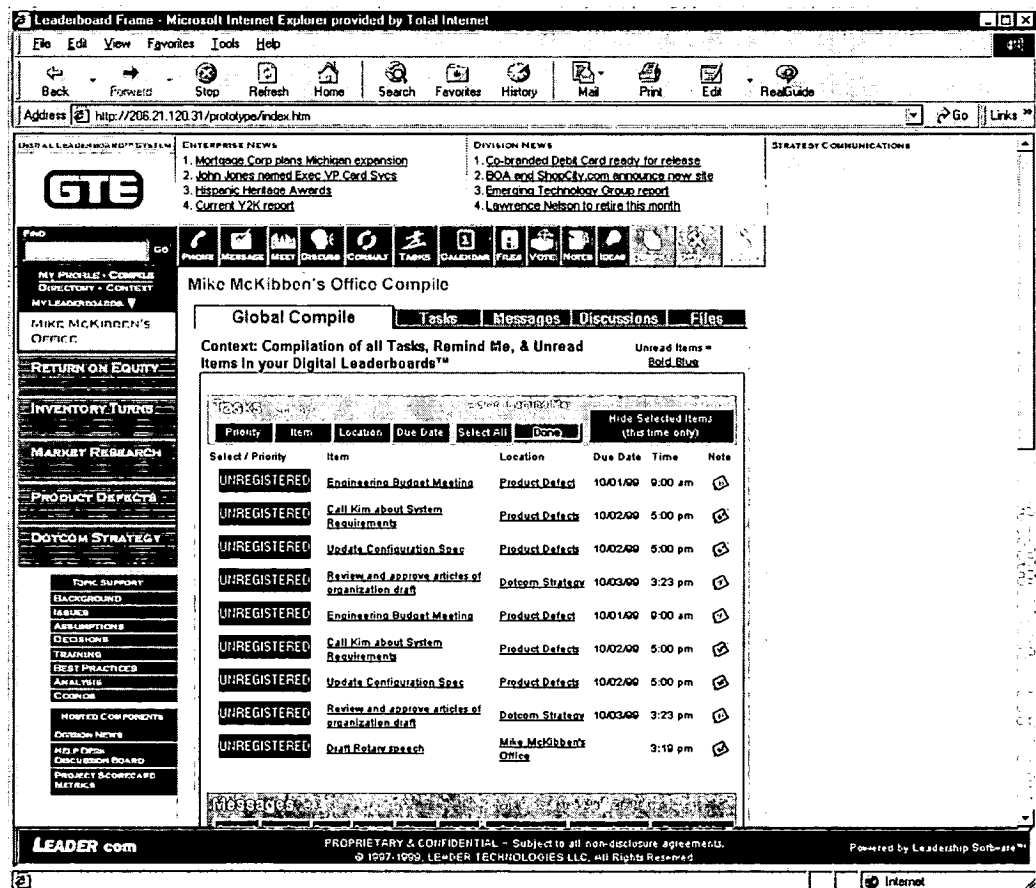 Leaderboard Frame - Microsoft Internet Explorer provided by Total Internet
File Edit View Favorites Tools Help
Back Forward Stop Refresh Home Search Favorites History Mail Print Edit RealGuide
Address http://206.21.120.31/prototype/index.htm Go Links »
DIGITAL LEADERBOARD™ SYSTEM
GTE
ENTERPRISE NEWS
1. Mortgage Corp plans Michigan expansion
2. John Jones named Exec VP Card Svcs
3. Hispanic Heritage Awards
4. Current Y2K report
DIVISION NEWS
1. Co-branded Debit Card ready for release
2. BOA and ShopCity.com announce new site
3. Emerging Technology Group report
4. Lawrence Nelson to retire this month
STRATEGY COMMUNICATIONS
FIND
GO
PHONE MESSAGE MEET DISCUSS CONSULT TASKS CALENDAR FILES VOTE NOTES IDEAS
MY PROFILE • COMPILE
DIRECTORY • CONTEXT
MY LEADERBOARDS ▼
MIKE MCKIBBEN'S
OFFICE
RETURN ON EQUITY
INVENTORY TURNS
MARKET RESEARCH
PRODUCT DEFECTS
DOTCOM STRATEGY
TOPIC SUPPORT
BACKGROUND
ISSUES
ASSUMPTIONS
DECISIONS
TRAINING
BEST PRACTICES
ANALYSIS
COGNOS
HOSTED COMPONENTS
DIVISION NEWS
HELP DESK
DISCUSSION BOARD
PROJECT SCORECARD
METRICS
Mike McKibben's Office Compile
Global Compile Tasks Messages Discussions Files
Context: Compilation of all Tasks, Remind Me, & Unread
Items in your Digital Leaderboards™
Unread Items =
Bold Blue
Tasks
Priority Item Location Due Date Select All Done
Hide Selected Items
(this time only)
Select / Priority Item Location Due Date Time Note
UNREGISTERED Engineering Budget Meeting Product Defect 10/01/99 9:00 am
UNREGISTERED Call Kim about System
Requirements Product Defects 10/02/99 5:00 pm
UNREGISTERED Update Configuration Spec Product Defects 10/02/99 5:00 pm
UNREGISTERED Review and approve articles of
organization draft Dotcom Strategy 10/03/99 3:23 pm
UNREGISTERED Engineering Budget Meeting Product Defect 10/01/99 9:00 am
UNREGISTERED Call Kim about System
Requirements Product Defects 10/02/99 5:00 pm
UNREGISTERED Update Configuration Spec Product Defects 10/02/99 5:00 pm
UNREGISTERED Review and approve articles of
organization draft Dotcom Strategy 10/03/99 3:23 pm
UNREGISTERED Draft Rotary speech Mike McKibben's
Office 3:19 pm
Messages
LEADER com
PROPRIETARY & CONFIDENTIAL – Subject to all non-disclosure agreements.
© 1997-1999, LEADER TECHNOLOGIES LLC, All Rights Reserved
Powered by Leadership Software™
Internet